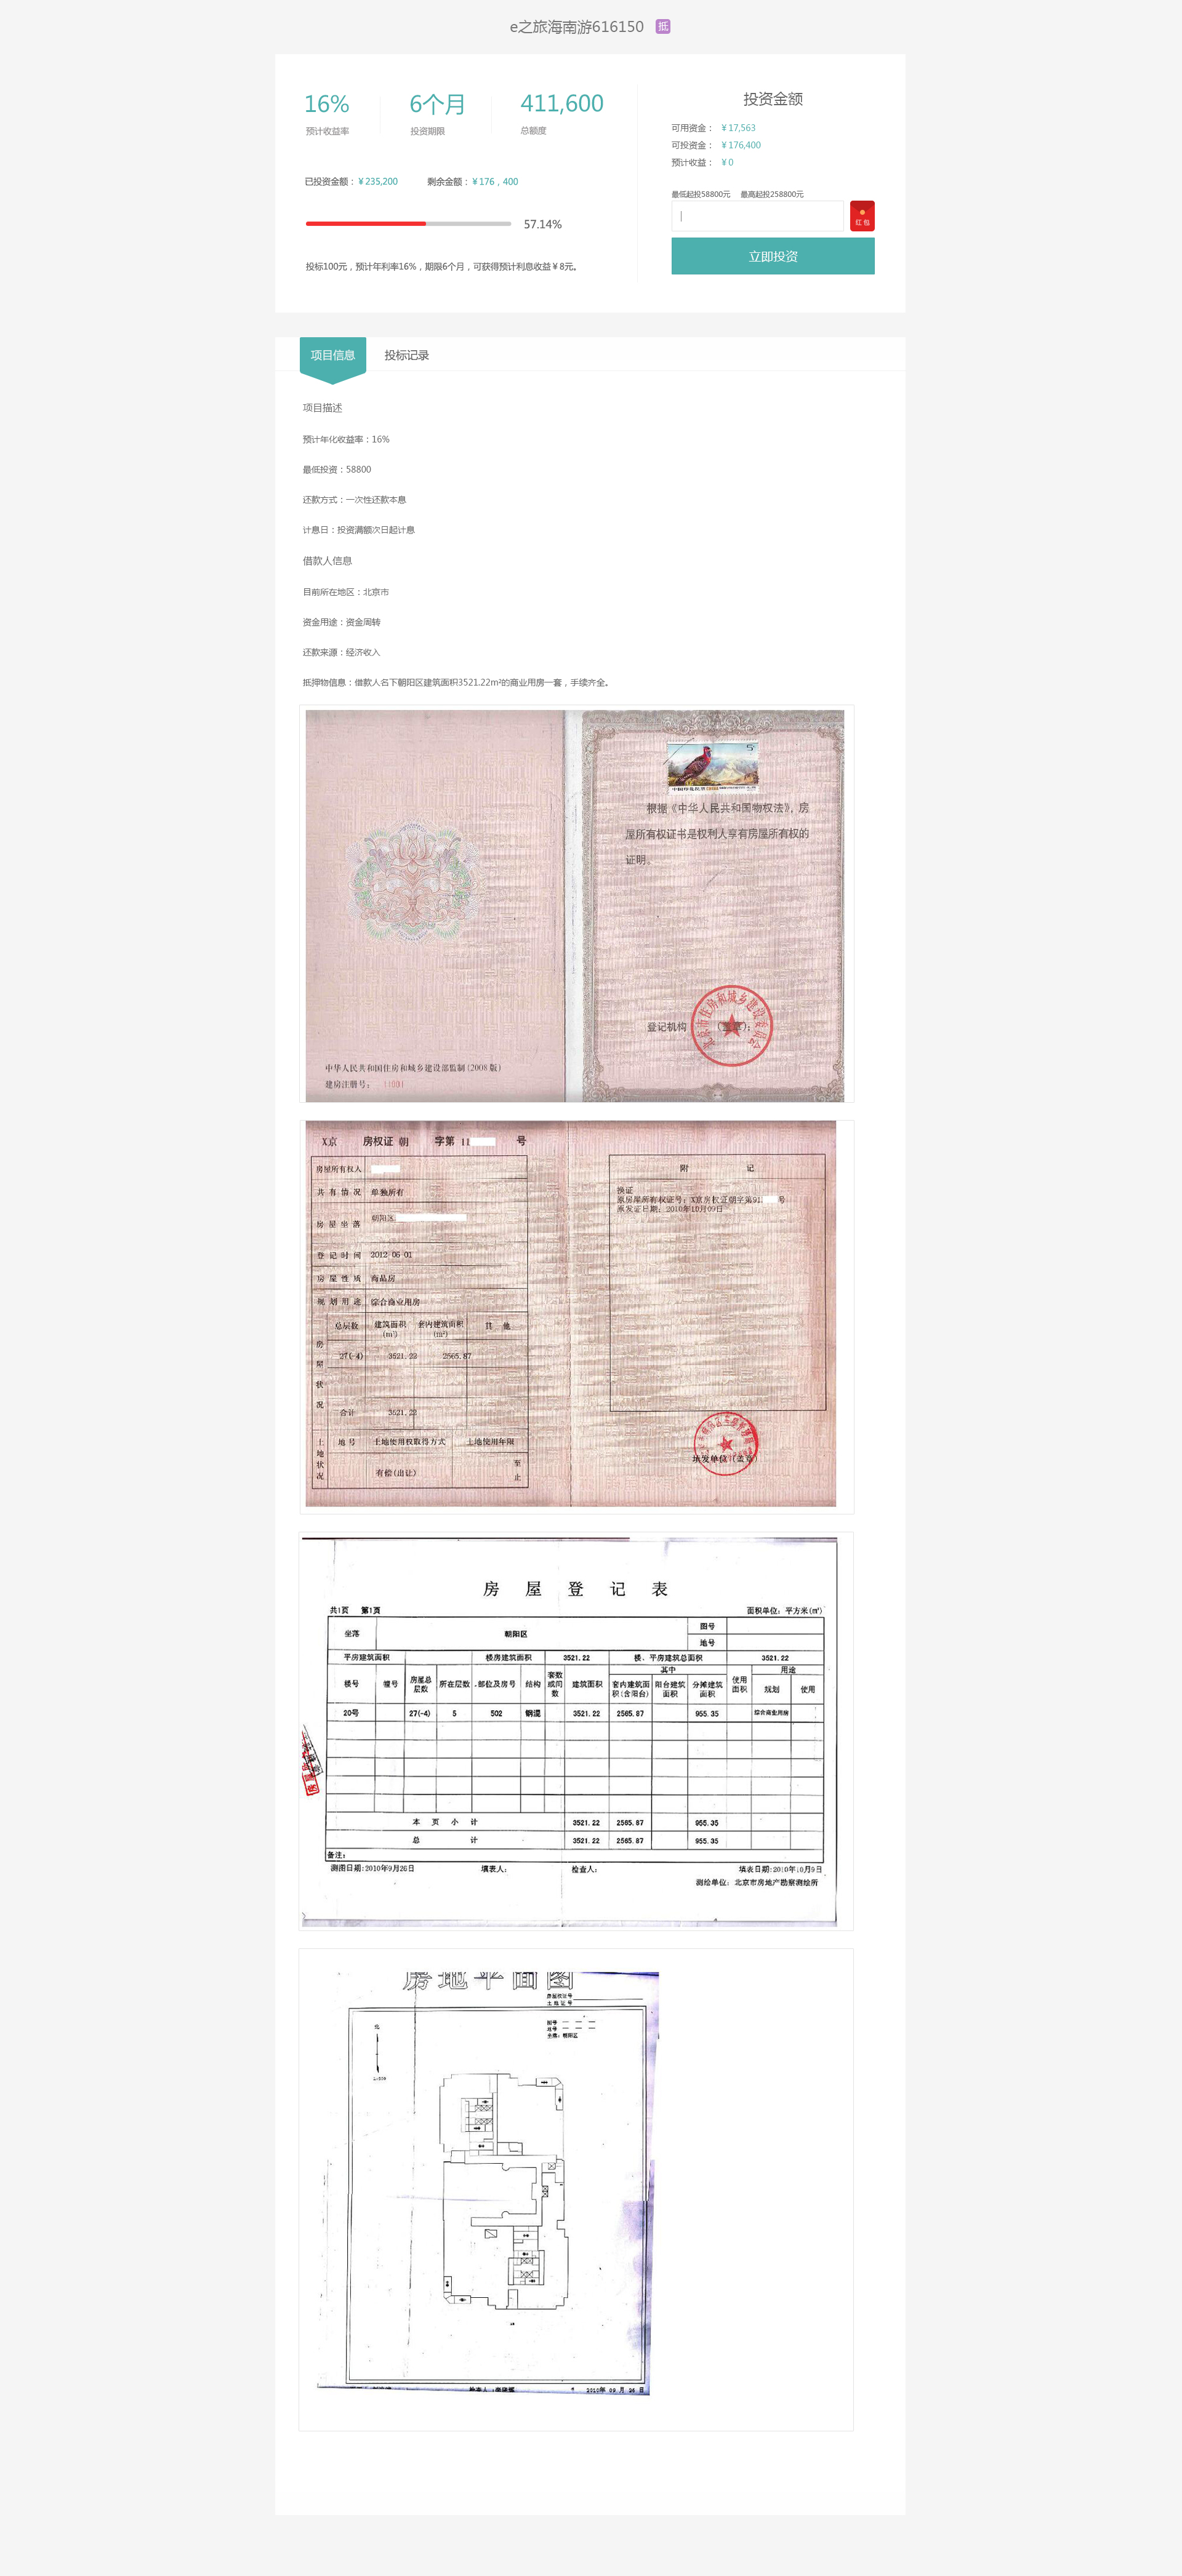 e之旅海南游616150 抵
16%
预计收益率
6个月
投资期限
411,600
总额度
已投资金额：￥235,200 剩余金额：￥176，400
57.14%
投标100元，预计年利率16%，期限6个月，可获得预计利息收益￥8元。
投资金额
可用资金：￥17,563
可投资金：￥176,400
预计收益：￥0
最低起投58800元 最高起投258800元
红包
立即投资
项目信息 投标记录
项目描述
预计年化收益率：16%
最低投资：58800
还款方式：一次性还款本息
计息日：投资满额次日起计息
借款人信息
目前所在地区：北京市
资金用途：资金周转
还款来源：经济收入
抵押物信息：借款人名下朝阳区建筑面积3521.22m²的商业用房一套，手续齐全。
根据《中华人民共和国物权法》，房
屋所有权证书是权利人享有房屋所有权的
证明。
登记机构 （盖章）：
北京市住房和城乡建设委员会
中华人民共和国住房和城乡建设部监制（2008版）
建房注册号： 11001
X京 房权证 朝 字第 11 号
房屋所有权人
共有情况 单独所有
房屋坐落 朝阳区
登记时间 2012-06-01
房屋性质 商品房
规划用途 综合商业用房
房屋状况
总层数 建筑面积(m²) 套内建筑面积(m²) 其他
27(-4) 3521.22 2565.87
合计 3521.22
土地状况
地号 土地使用权取得方式 土地使用年限
有偿(出让) 至 止
附 记
换证
原房屋所有权证号：X京房权证朝字第91 号
原发证日期：2010年10月09日
填发单位（盖章）
房屋登记表
共1页 第1页 面积单位：平方米(㎡)
坐落 朝阳区 图号
地号
平房建筑面积 楼房建筑面积 3521.22 楼、平房建筑总面积 3521.22
楼号 幢号 房屋总层数 所在层数 部位及房号 结构 套数或间数 建筑面积 其中 使用面积 用途
套内建筑面积(含阳台) 阳台建筑面积 分摊建筑面积 规划 使用
20号 27(-4) 5 502 钢混 3521.22 2565.87 955.35 综合商业用房
本页小计 3521.22 2565.87 955.35
总计 3521.22 2565.87 955.35
备注：
测图日期：2010年9月26日 填表人： 检查人： 填表日期：2010年10月9日
测绘单位：北京市房地产勘察测绘所
房地平面图
房屋权证号
土地证号
图号
地号
坐落：朝阳区
北
2010年 09月 26日